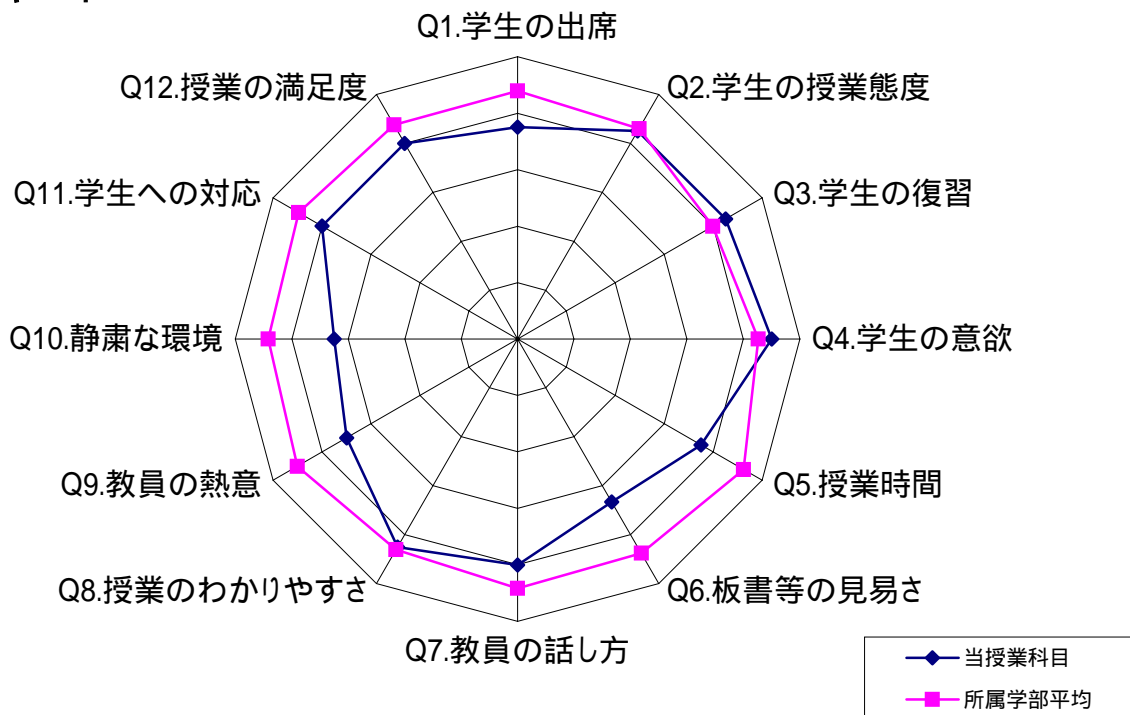 Q1.学生の出席
Q2.学生の授業態度
Q3.学生の復習
Q4.学生の意欲
Q5.授業時間
Q6.板書等の見易さ
Q7.教員の話し方
Q8.授業のわかりやすさ
Q9.教員の熱意
Q10.静粛な環境
Q11.学生への対応
Q12.授業の満足度
当授業科目
所属学部平均